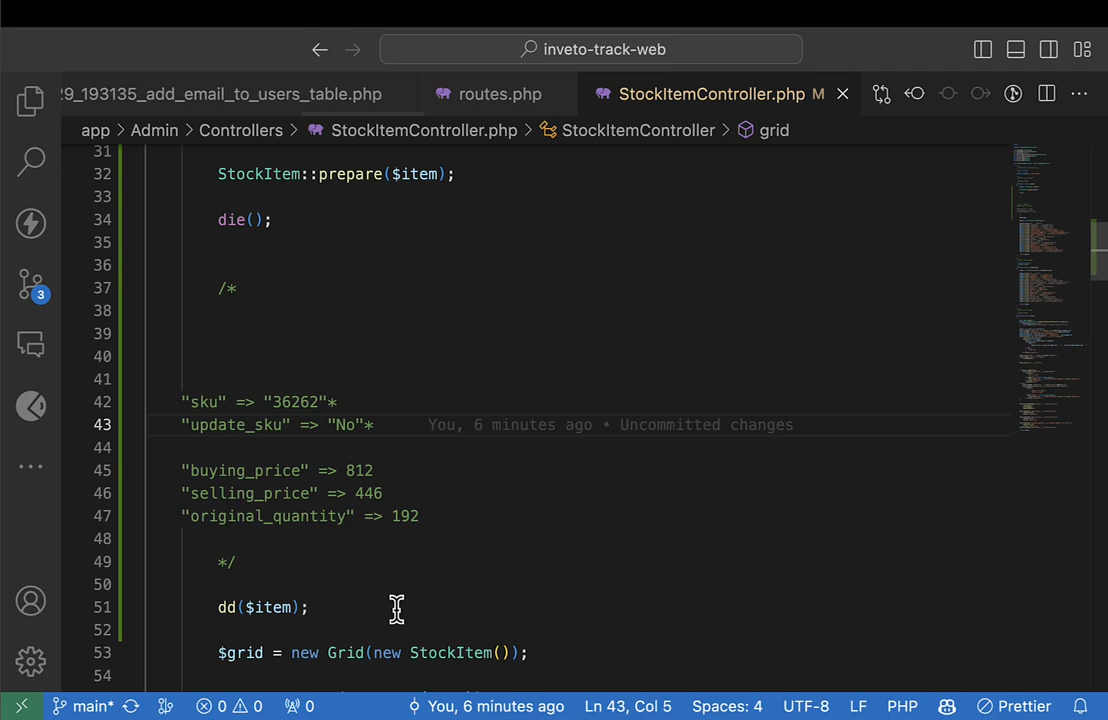 inveto-track-web
29_193135_add_email_to_users_table.php routes.php StockItemController.php M
app > Admin > Controllers > StockItemController.php > StockItemController > grid
31
32 StockItem::prepare($item);
33
34 die();
35
36
37 /*
38
39
40
41
42 "sku" => "36262"*
43 "update_sku" => "No"* You, 6 minutes ago • Uncommitted changes
44
45 "buying_price" => 812
46 "selling_price" => 446
47 "original_quantity" => 192
48
49 */
50
51 dd($item);
52
53 $grid = new Grid(new StockItem());
54
3
main* 0 0 0 You, 6 minutes ago Ln 43, Col 5 Spaces: 4 UTF-8 LF PHP Prettier